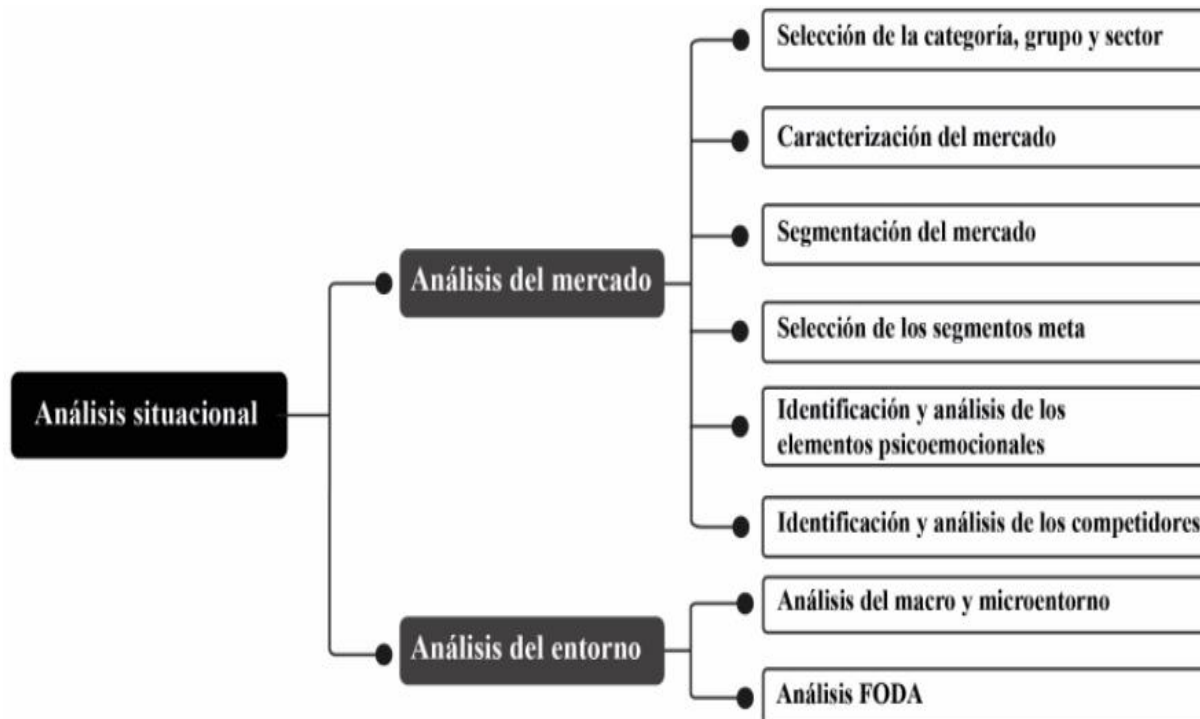 Análisis situacional
Análisis del mercado
Selección de la categoría, grupo y sector
Caracterización del mercado
Segmentación del mercado
Selección de los segmentos meta
Identificación y análisis de los
elementos psicoemocionales
Identificación y análisis de los competidores
Análisis del entorno
Análisis del macro y microentorno
Análisis FODA